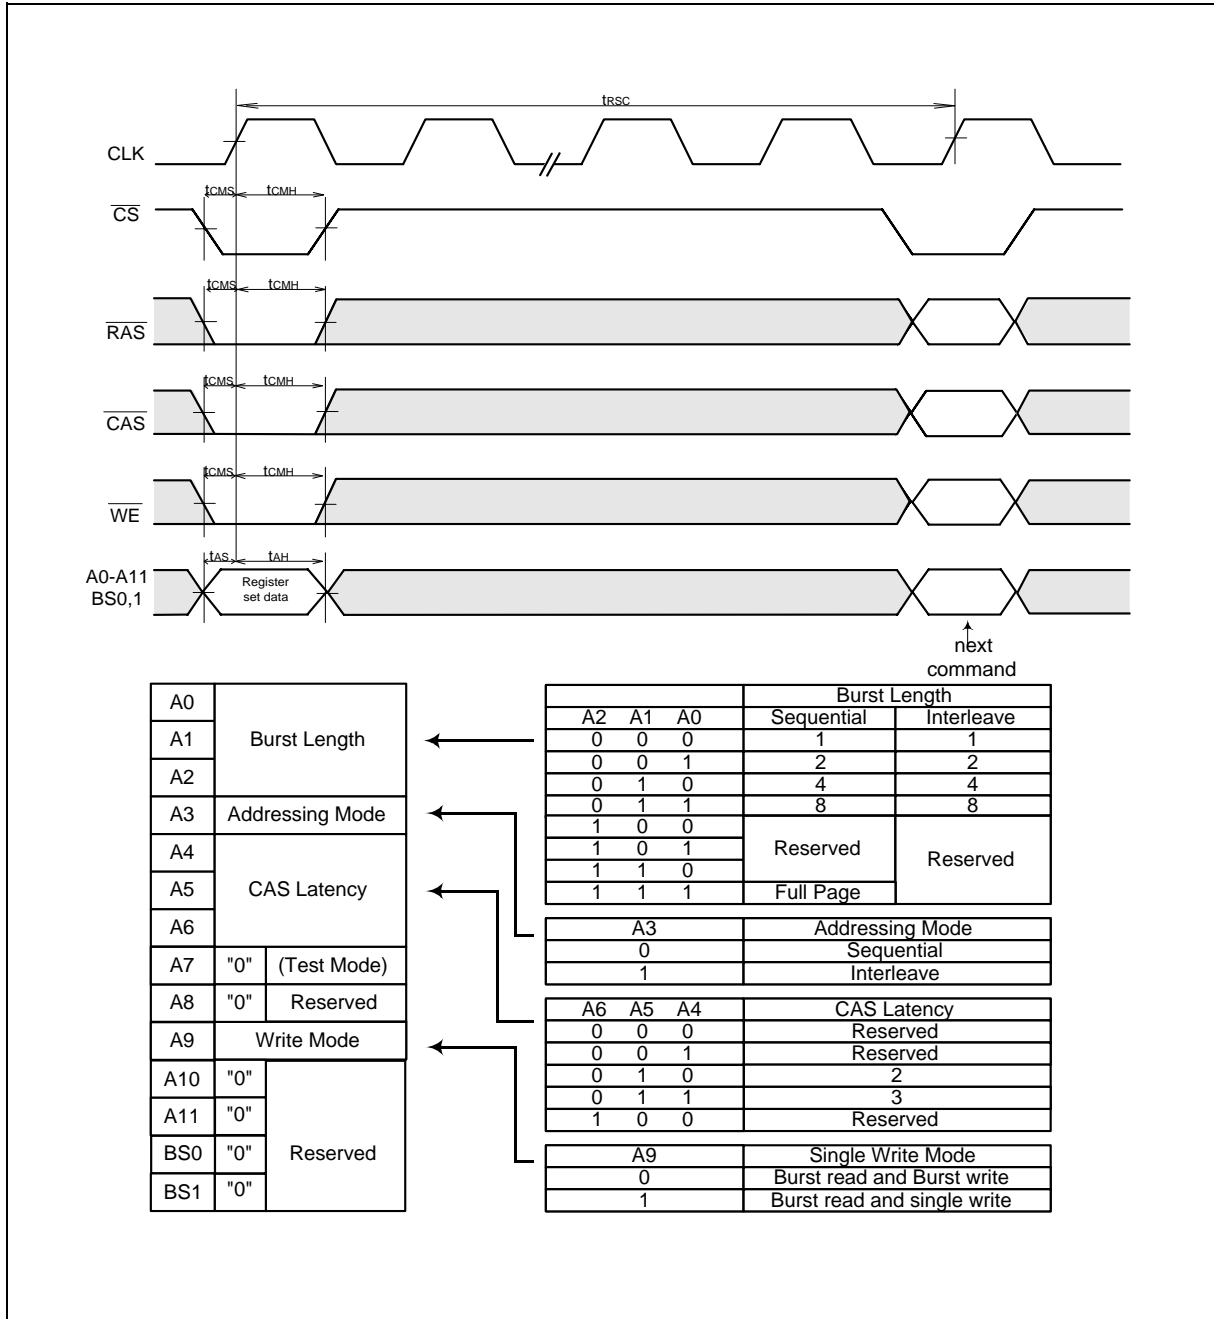 tRSC
CLK
tCMS tCMH
CS
tCMS tCMH
RAS
tCMS tCMH
CAS
tCMS tCMH
WE
tAS tAH
A0-A11
BS0,1
Register
set data
next
command
A0
A1
A2
Burst Length
A3 Addressing Mode
A4
A5
A6
CAS Latency
A7 "0" (Test Mode)
A8 "0" Reserved
A9 Write Mode
A10 "0"
A11 "0"
BS0 "0"
BS1 "0"
Reserved
Burst Length
A2 A1 A0 Sequential Interleave
0 0 0 1 1
0 0 1 2 2
0 1 0 4 4
0 1 1 8 8
1 0 0
1 0 1
1 1 0
Reserved
Reserved
1 1 1 Full Page
A3 Addressing Mode
0 Sequential
1 Interleave
A6 A5 A4 CAS Latency
0 0 0 Reserved
0 0 1 Reserved
0 1 0 2
0 1 1 3
1 0 0 Reserved
A9 Single Write Mode
0 Burst read and Burst write
1 Burst read and single write